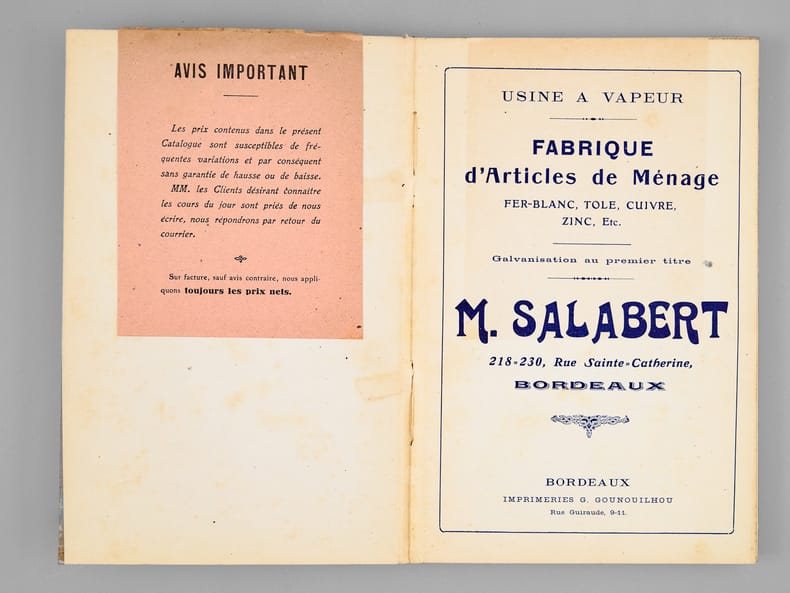 AVIS IMPORTANT
Les prix contenus dans le présent
Catalogue sont susceptibles de fré-
quentes variations et par conséquent
sans garantie de hausse ou de baisse.
MM. les Clients désirant connaitre
les cours du jour sont priés de nous
écrire, nous répondrons par retour du
courrier.
Sur facture, sauf avis contraire, nous appli-
quons toujours les prix nets.
USINE A VAPEUR
FABRIQUE
d'Articles de Ménage
FER-BLANC, TOLE, CUIVRE,
ZINC, Etc.
Galvanisation au premier titre
M. SALABERT
218-230, Rue Sainte-Catherine,
BORDEAUX
BORDEAUX
IMPRIMERIES G. GOUNOUILHOU
Rue Guiraude, 9-11.